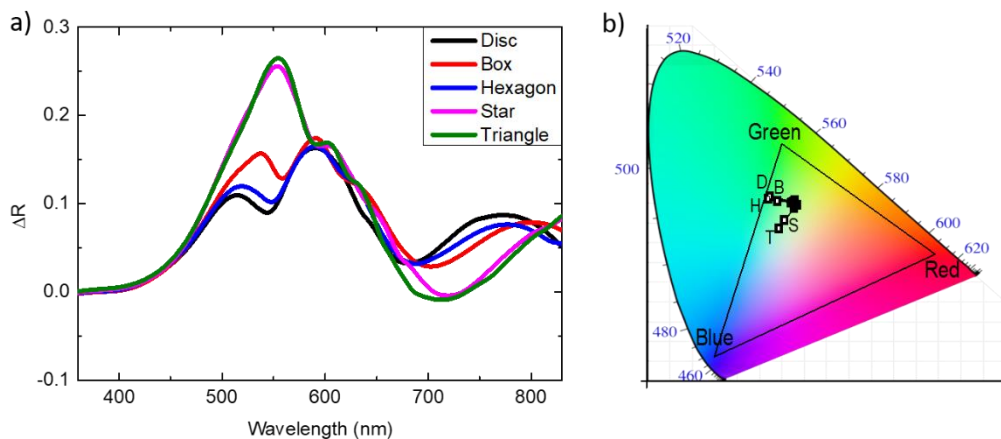 a)
0.3
0.2
0.1
0.0
-0.1
ΔR
400
500
600
700
800
Wavelength (nm)
Disc
Box
Hexagon
Star
Triangle
b)
520
540
560
580
600
620
500
480
460
Green
Red
Blue
D
B
H
S
T